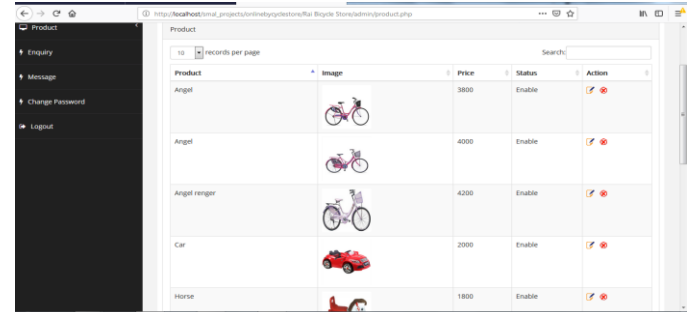 http://localhost/smal_projects/onlinebycyclestore/Rai Bicycle Store/admin/product.php
Product
Enquiry
Message
Change Password
Logout
Product
10 records per page
Search:
Product Image Price Status Action
Angel 3800 Enable
Angel 4000 Enable
Angel renger 4200 Enable
Car 2000 Enable
Horse 1800 Enable